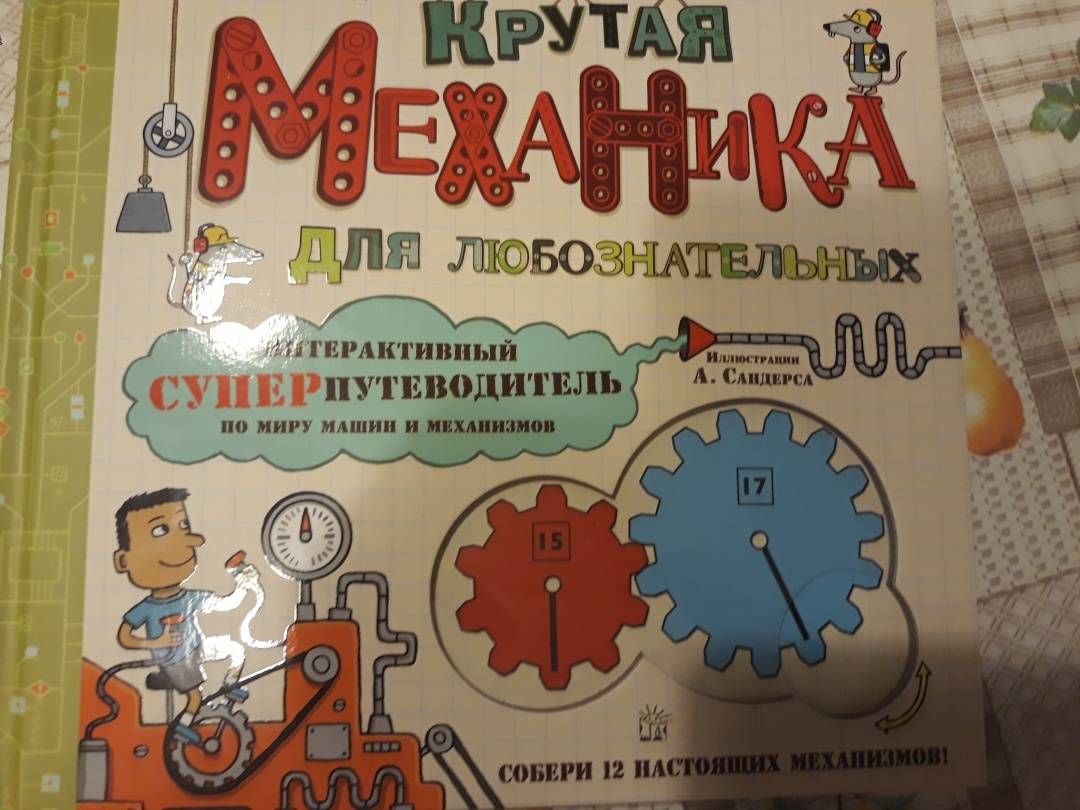 Крутая
Механика
для любознательных
Интерактивный
суперпутеводитель
по миру машин и механизмов
Иллюстрации
А. Сандерса
17
15
Собери 12 настоящих механизмов!